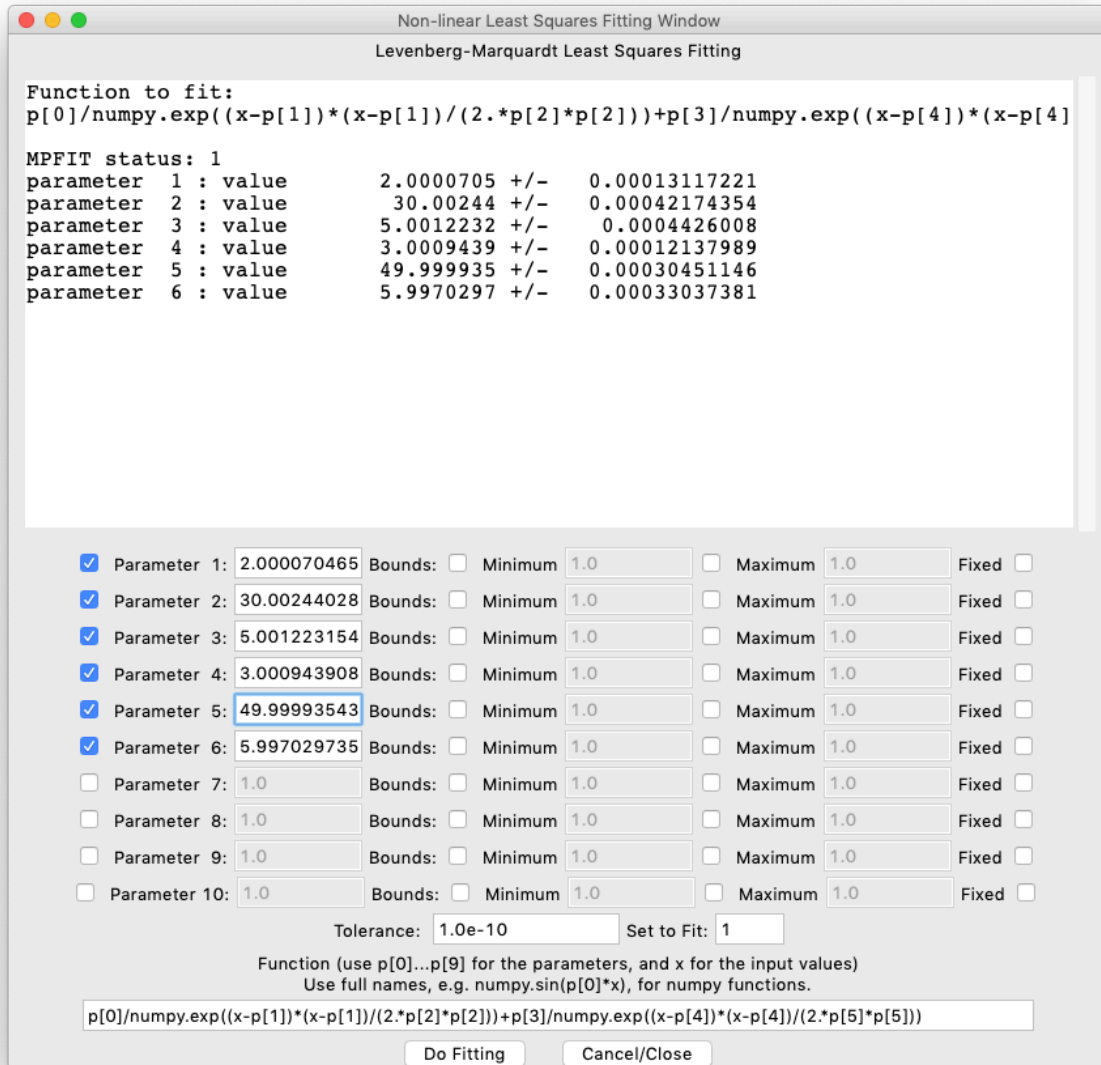 Non-linear Least Squares Fitting Window
Levenberg-Marquardt Least Squares Fitting
Function to fit:
p[0]/numpy.exp((x-p[1])*(x-p[1])/(2.*p[2]*p[2]))+p[3]/numpy.exp((x-p[4])*(x-p[4]
MPFIT status: 1
parameter 1 : value 2.0000705 +/- 0.00013117221
parameter 2 : value 30.00244 +/- 0.00042174354
parameter 3 : value 5.0012232 +/- 0.0004426008
parameter 4 : value 3.0009439 +/- 0.00012137989
parameter 5 : value 49.999935 +/- 0.00030451146
parameter 6 : value 5.9970297 +/- 0.00033037381
Parameter 1: 2.000070465 Bounds: Minimum 1.0 Maximum 1.0 Fixed
Parameter 2: 30.00244028 Bounds: Minimum 1.0 Maximum 1.0 Fixed
Parameter 3: 5.001223154 Bounds: Minimum 1.0 Maximum 1.0 Fixed
Parameter 4: 3.000943908 Bounds: Minimum 1.0 Maximum 1.0 Fixed
Parameter 5: 49.99993543 Bounds: Minimum 1.0 Maximum 1.0 Fixed
Parameter 6: 5.997029735 Bounds: Minimum 1.0 Maximum 1.0 Fixed
Parameter 7: 1.0 Bounds: Minimum 1.0 Maximum 1.0 Fixed
Parameter 8: 1.0 Bounds: Minimum 1.0 Maximum 1.0 Fixed
Parameter 9: 1.0 Bounds: Minimum 1.0 Maximum 1.0 Fixed
Parameter 10: 1.0 Bounds: Minimum 1.0 Maximum 1.0 Fixed
Tolerance: 1.0e-10 Set to Fit: 1
Function (use p[0]...p[9] for the parameters, and x for the input values)
Use full names, e.g. numpy.sin(p[0]*x), for numpy functions.
p[0]/numpy.exp((x-p[1])*(x-p[1])/(2.*p[2]*p[2]))+p[3]/numpy.exp((x-p[4])*(x-p[4])/(2.*p[5]*p[5]))
Do Fitting Cancel/Close